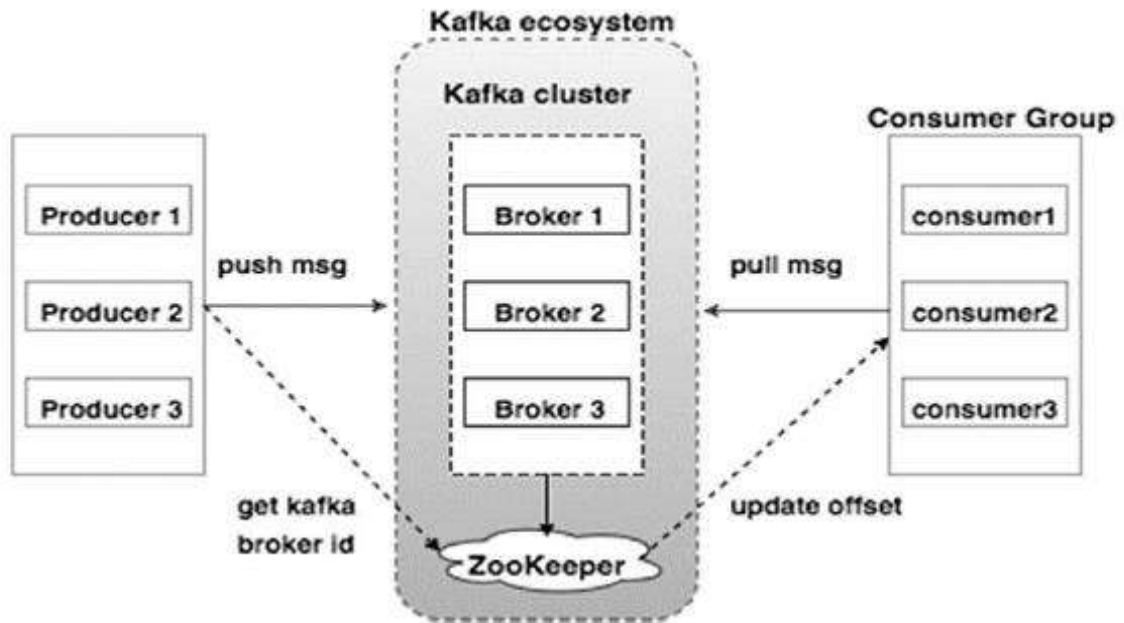 Kafka ecosystem
Kafka cluster
Consumer Group
Producer 1
Broker 1
consumer1
push msg
pull msg
Producer 2
Broker 2
consumer2
Producer 3
Broker 3
consumer3
get kafka
broker id
update offset
ZooKeeper